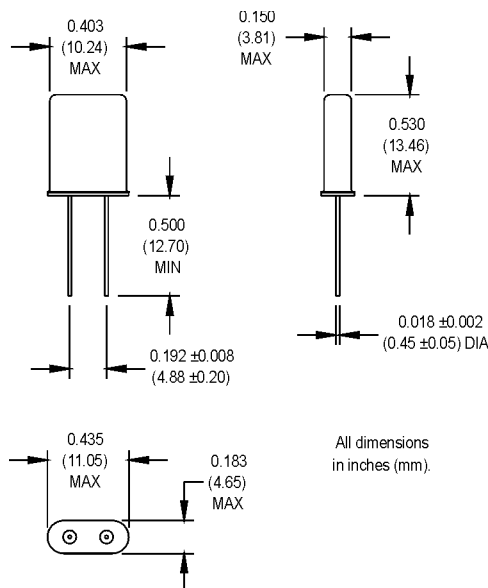 0.403
(10.24)
MAX
0.150
(3.81)
MAX
0.530
(13.46)
MAX
0.500
(12.70)
MIN
0.018 ±0.002
(0.45 ±0.05) DIA
0.192 ±0.008
(4.88 ±0.20)
0.435
(11.05)
MAX
0.183
(4.65)
MAX
All dimensions
in inches (mm).